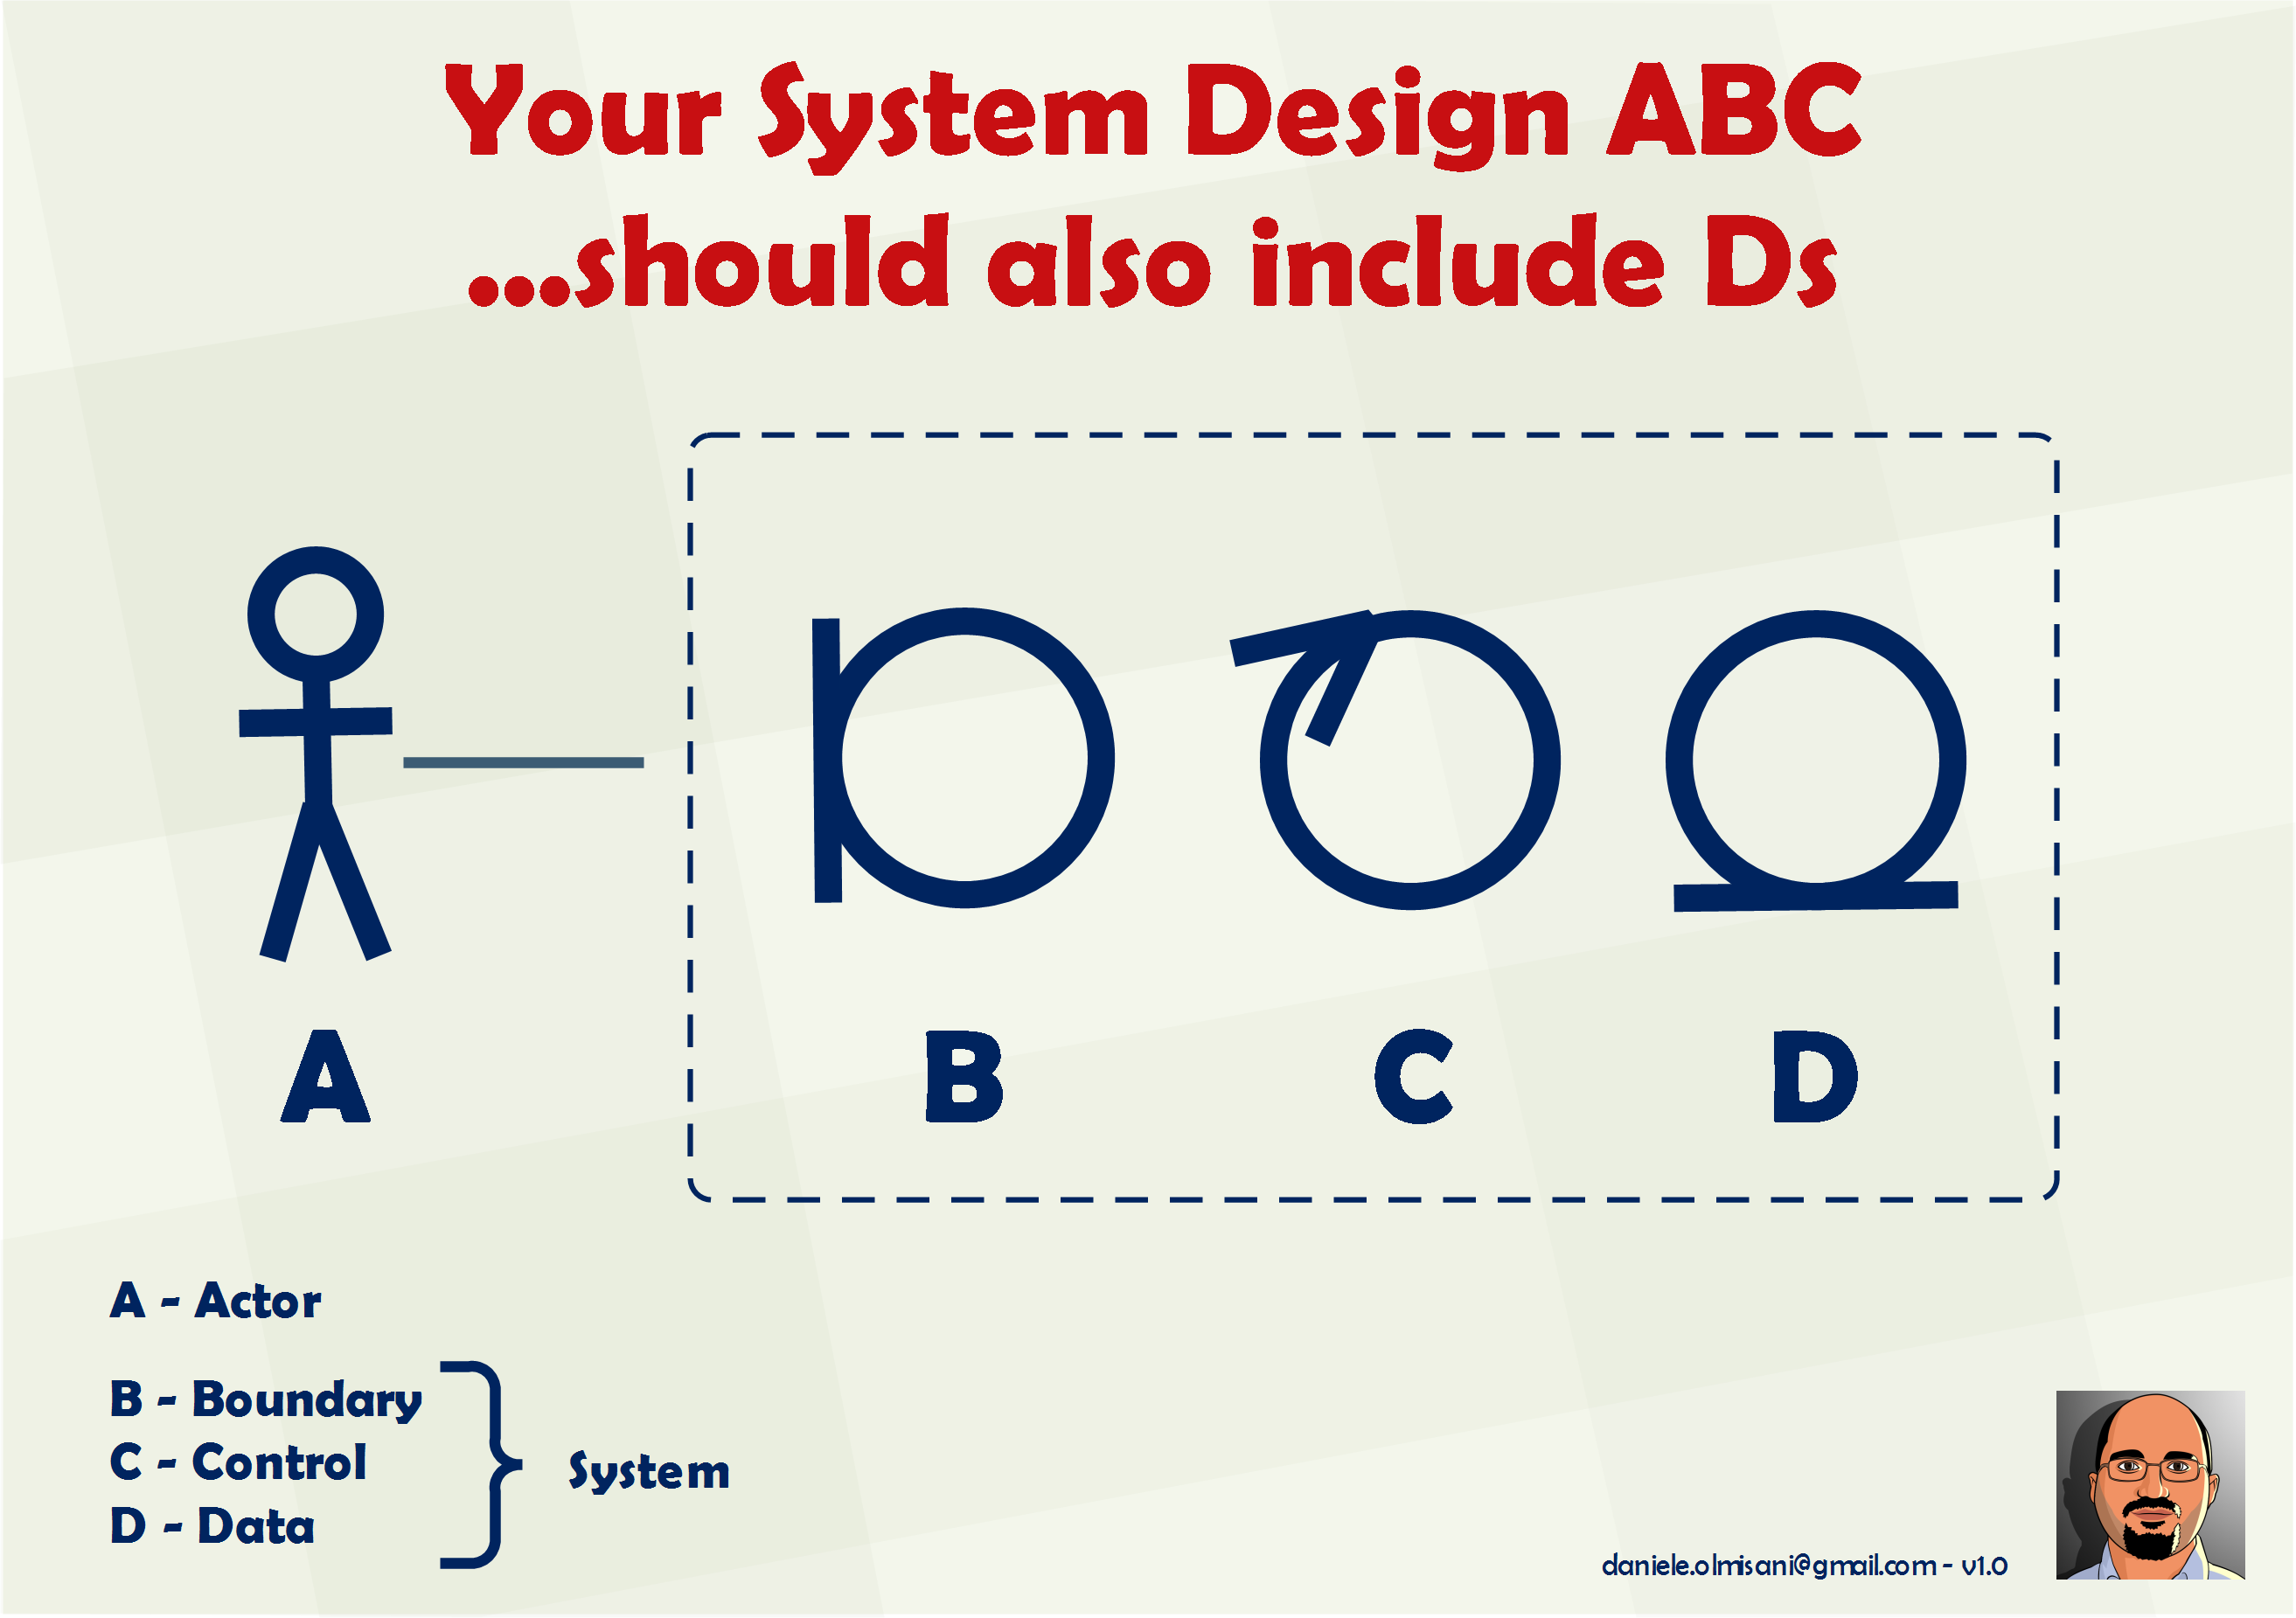 Your System Design ABC
...should also include Ds
A
B
C
D
A - Actor
B - Boundary
C - Control
D - Data
System
daniele.olmisani@gmail.com - v1.0